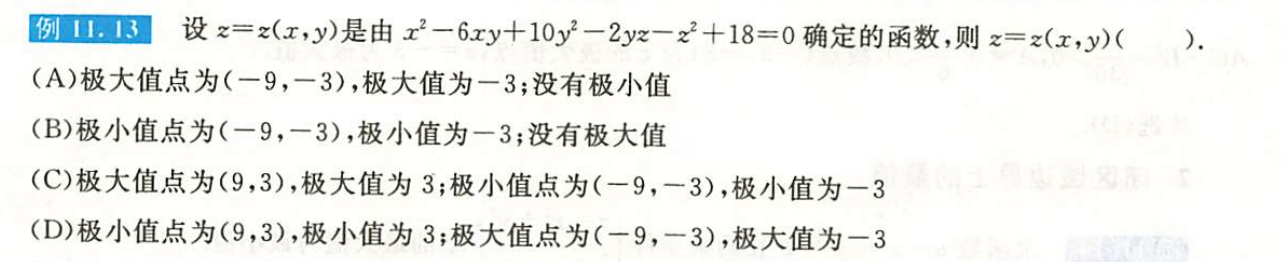 例 11.13 设 z=z(x,y)是由 x²-6xy+10y²-2yz-z²+18=0 确定的函数,则 z=z(x,y)( ).
(A)极大值点为(-9,-3),极大值为-3;没有极小值
(B)极小值点为(-9,-3),极小值为-3;没有极大值
(C)极大值点为(9,3),极大值为 3;极小值点为(-9,-3),极小值为-3
(D)极小值点为(9,3),极小值为 3;极大值点为(-9,-3),极大值为-3